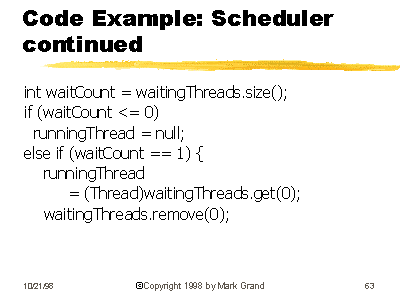 Code Example: Scheduler
continued
int waitCount = waitingThreads.size();
if (waitCount <= 0)
runningThread = null;
else if (waitCount == 1) {
runningThread
= (Thread)waitingThreads.get(0);
waitingThreads.remove(0);
10/21/98 ©Copyright 1998 by Mark Grand 63